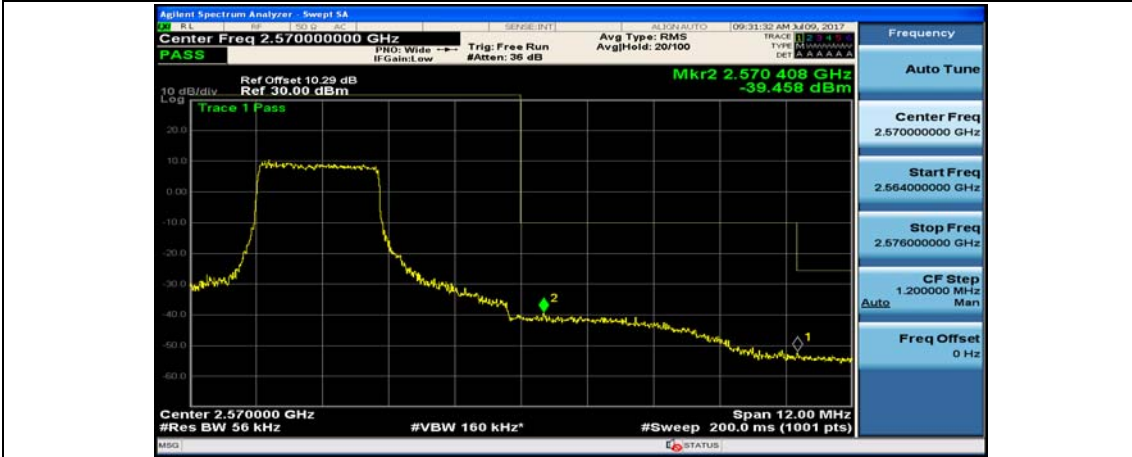 Agilent Spectrum Analyzer - Swept SA
RL RF 50 Ω AC SENSE:INT ALIGN AUTO 09:31:32 AM Jul 09, 2017
Center Freq 2.570000000 GHz
PASS
PNO: Wide
IFGain:Low
Trig: Free Run
#Atten: 36 dB
Avg Type: RMS
Avg|Hold: 20/100
TRACE 1 2 3 4 5 6
TYPE M
DET A A A A A A
Ref Offset 10.29 dB
10 dB/div Ref 30.00 dBm
Log
Mkr2 2.570 408 GHz
-39.458 dBm
Trace 1 Pass
20.0
10.0
0.00
-10.0
-20.0
-30.0
-40.0
-50.0
-60.0
2
1
Center 2.570000 GHz Span 12.00 MHz
#Res BW 56 kHz #VBW 160 kHz* #Sweep 200.0 ms (1001 pts)
MSG STATUS
Frequency
Auto Tune
Center Freq
2.570000000 GHz
Start Freq
2.564000000 GHz
Stop Freq
2.576000000 GHz
CF Step
1.200000 MHz
Auto Man
Freq Offset
0 Hz